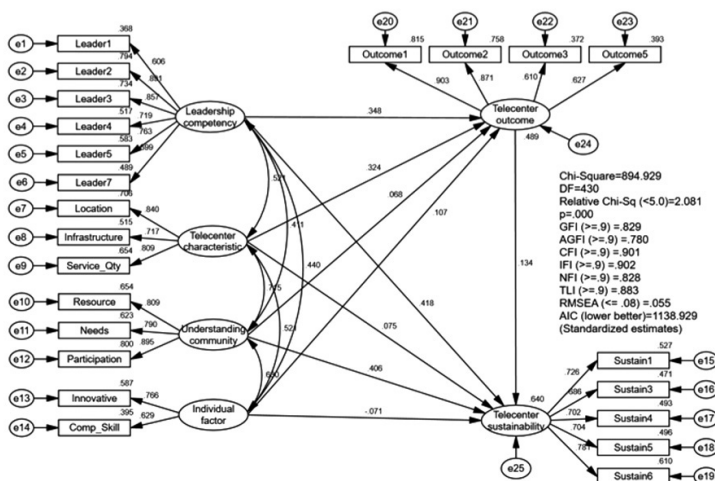 e20
e21
e22
e23
.815
.758
.372
.393
Outcome1
Outcome2
Outcome3
Outcome5
.903
.871
.610
.627
e1
.368
Leader1
.606
e2
.794
Leader2
e3
.734
Leader3
.857
e4
.517
Leader4
.719
e5
.583
Leader5
.763
e6
.489
Leader7
Leadership
competency
.348
Telecenter
outcome
.489
e24
e7
Location
.840
e8
.515
Infrastructure
.717
e9
.654
Service_Qty
.809
Telecenter
characteristic
.324
.068
.107
.440
.134
.418
.075
e10
.654
Resource
.809
e11
.623
Needs
.790
e12
.800
Participation
.895
Understanding
community
.406
e13
.587
Innovative
.766
e14
.395
Comp_Skill
.629
Individual
factor
-.071
Chi-Square=894.929
DF=430
Relative Chi-Sq (<5.0)=2.081
p=.000
GFI (>=.9) =.829
AGFI (>=.9) =.780
CFI (>=.9) =.901
IFI (>=.9) =.902
NFI (>=.9) =.828
TLI (>=.9) =.883
RMSEA (<= .08) =.055
AIC (lower better)=1138.929
(Standardized estimates)
.640
Telecenter
sustainability
e25
.527
Sustain1
e15
.726
.471
Sustain3
e16
.686
.493
Sustain4
e17
.702
.496
Sustain5
e18
.704
.610
Sustain6
e19